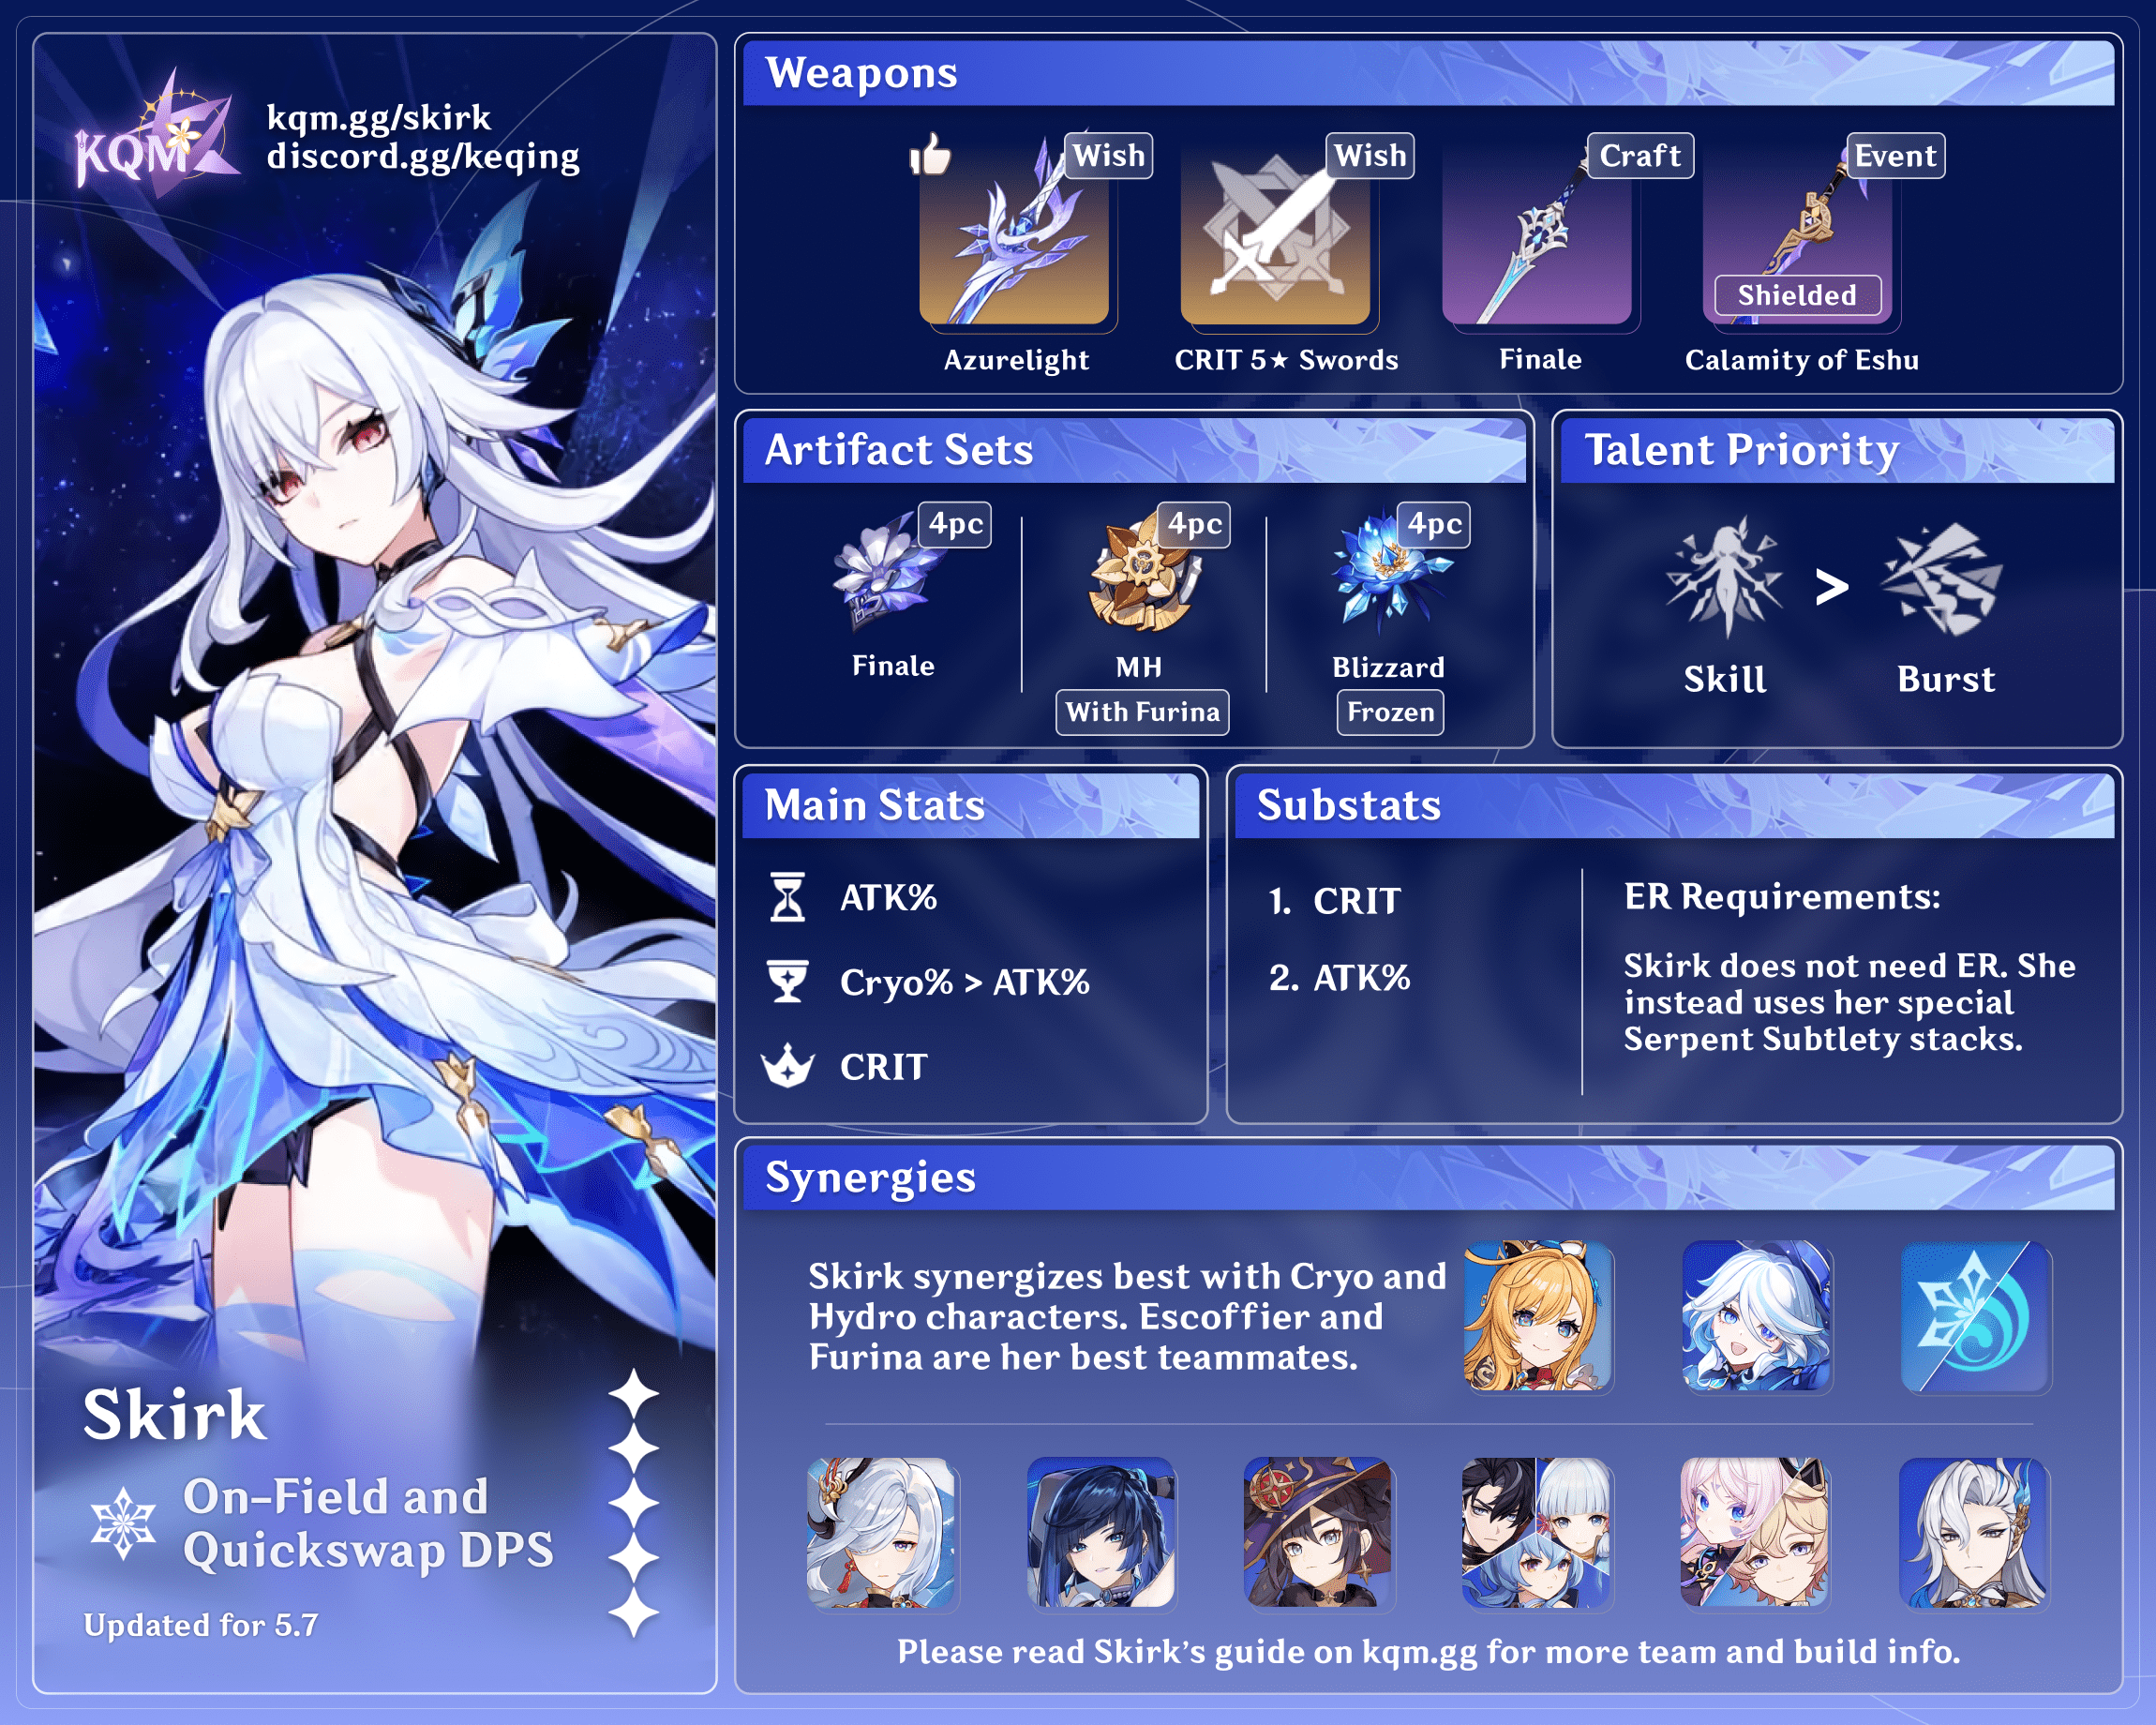 KQM
kqm.gg/skirk
discord.gg/keqing
Skirk
On-Field and
Quickswap DPS
Updated for 5.7
Weapons
Wish
Wish
Craft
Event
Shielded
Azurelight
CRIT 5★ Swords
Finale
Calamity of Eshu
Artifact Sets
4pc
4pc
4pc
Finale
MH
Blizzard
With Furina
Frozen
Talent Priority
>
Skill
Burst
Main Stats
ATK%
Cryo% > ATK%
CRIT
Substats
1. CRIT
2. ATK%
ER Requirements:
Skirk does not need ER. She
instead uses her special
Serpent Subtlety stacks.
Synergies
Skirk synergizes best with Cryo and
Hydro characters. Escoffier and
Furina are her best teammates.
Please read Skirk's guide on kqm.gg for more team and build info.